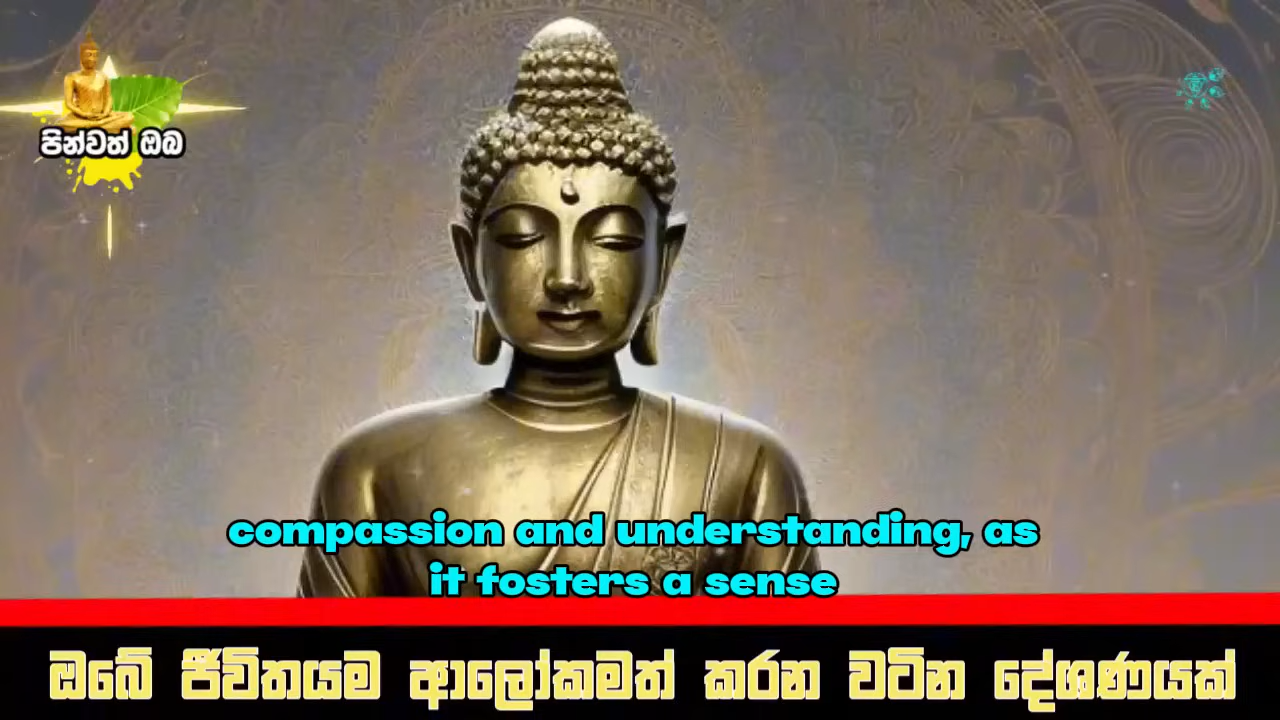 පින්වත් ඔබ
compassion and understanding, as
it fosters a sense
ඔබේ ජීවිතයම ආලෝකමත් කරන වටින දේශණයක්